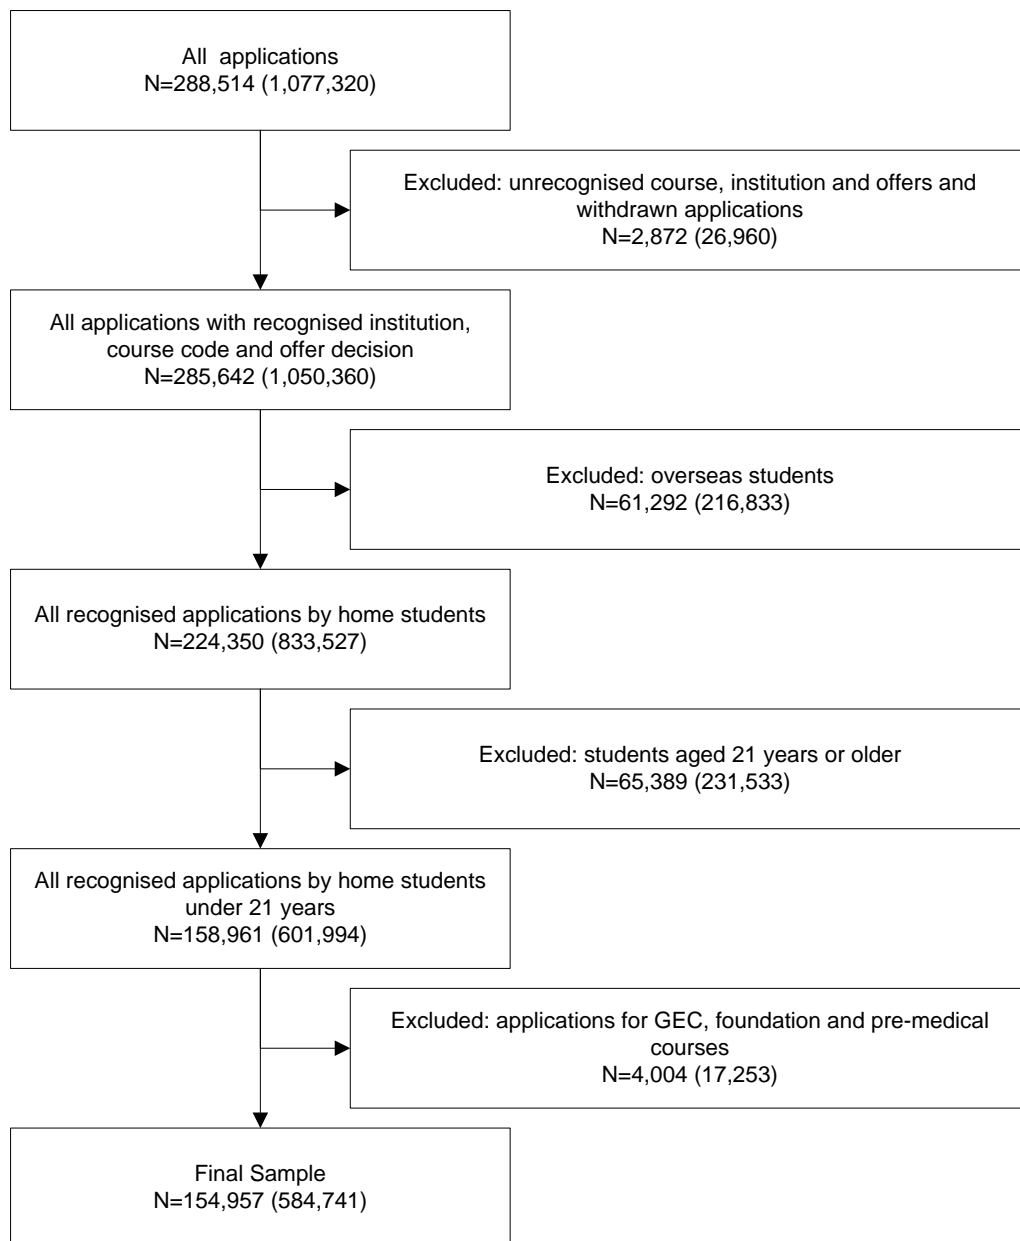 All applications
N=288,514 (1,077,320)
Excluded: unrecognised course, institution and offers and
withdrawn applications
N=2,872 (26,960)
All applications with recognised institution,
course code and offer decision
N=285,642 (1,050,360)
Excluded: overseas students
N=61,292 (216,833)
All recognised applications by home students
N=224,350 (833,527)
Excluded: students aged 21 years or older
N=65,389 (231,533)
All recognised applications by home students
under 21 years
N=158,961 (601,994)
Excluded: applications for GEC, foundation and pre-medical
courses
N=4,004 (17,253)
Final Sample
N=154,957 (584,741)